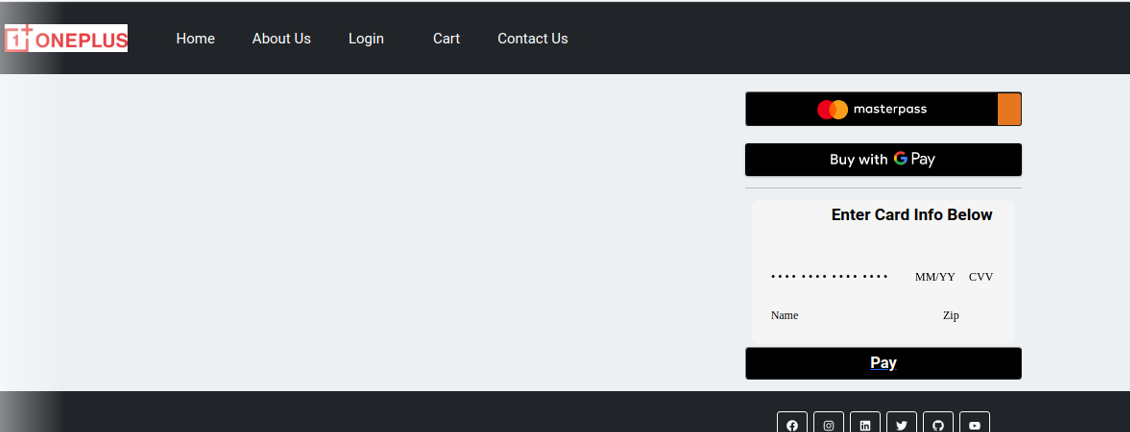 1+ ONEPLUS Home About Us Login Cart Contact Us
masterpass
Buy with G Pay
Enter Card Info Below
•••• •••• •••• •••• MM/YY CVV
Name Zip
Pay